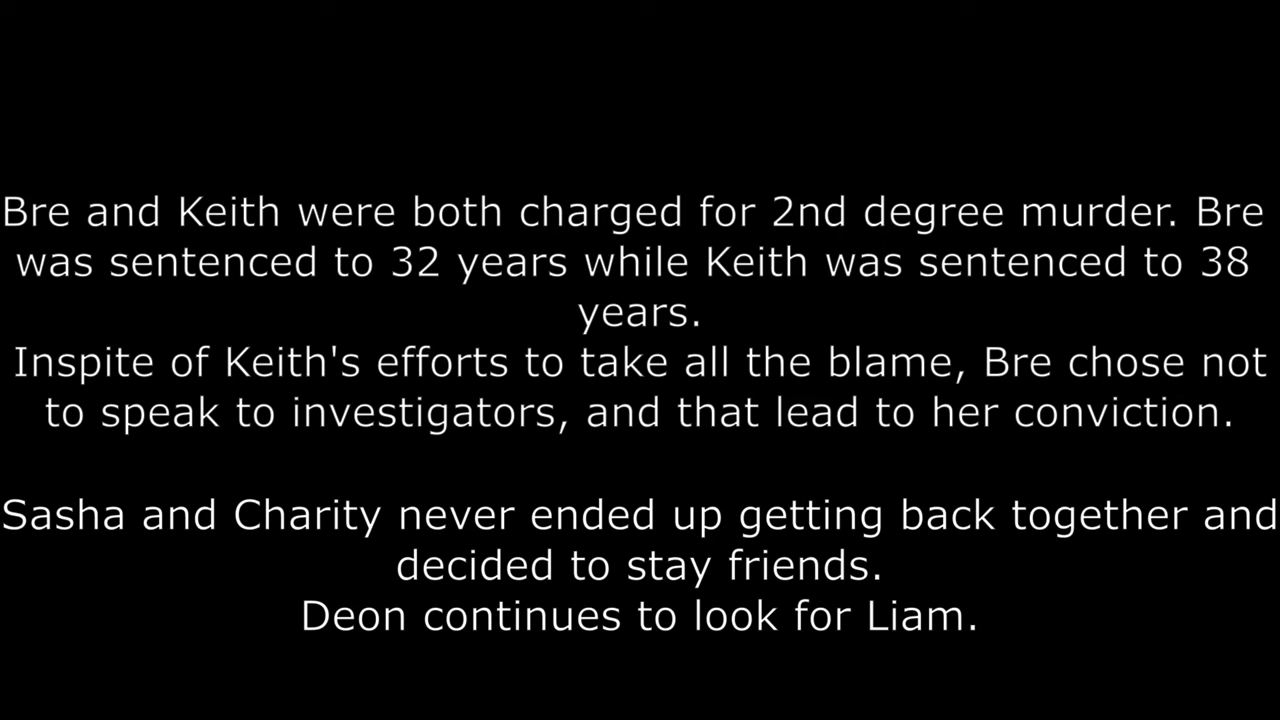 Bre and Keith were both charged for 2nd degree murder. Bre
was sentenced to 32 years while Keith was sentenced to 38
years.
Inspite of Keith's efforts to take all the blame, Bre chose not
to speak to investigators, and that lead to her conviction.
Sasha and Charity never ended up getting back together and
decided to stay friends.
Deon continues to look for Liam.